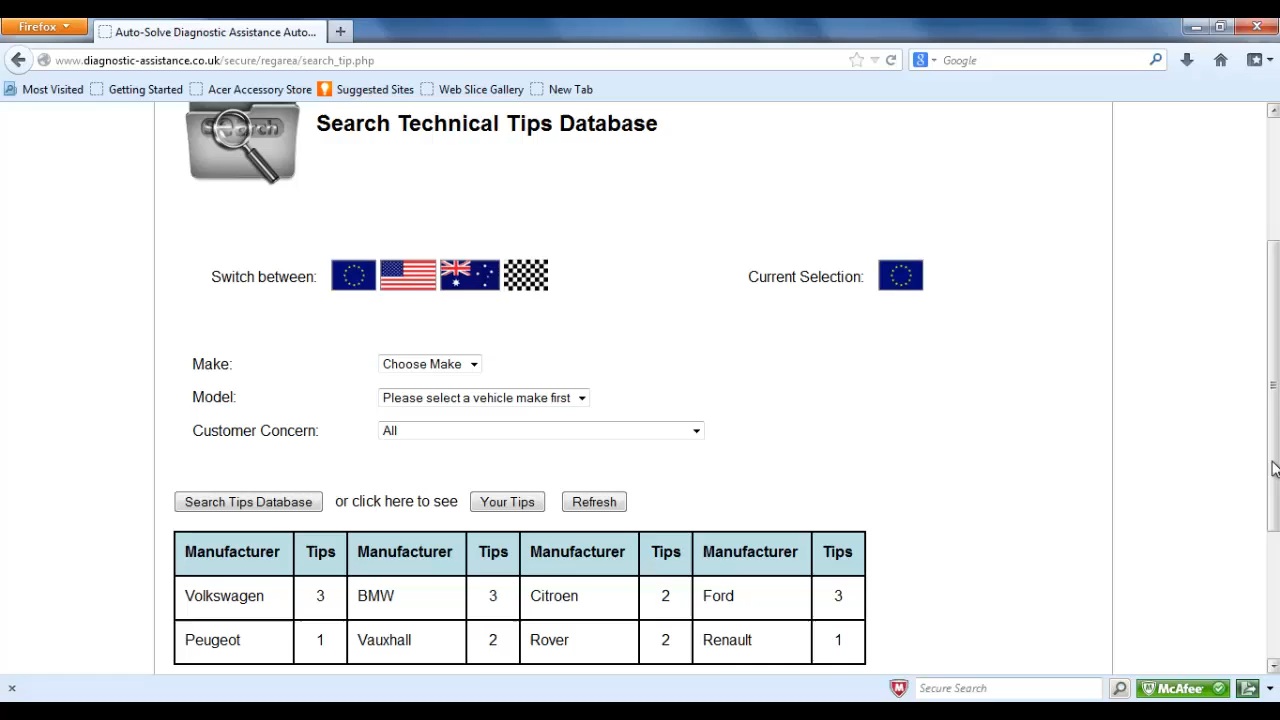 Firefox
Auto-Solve Diagnostic Assistance Auto...
www.diagnostic-assistance.co.uk/secure/regarea/search_tip.php
Google
Most Visited Getting Started Acer Accessory Store Suggested Sites Web Slice Gallery New Tab
Search
Search Technical Tips Database
Switch between: Current Selection:
Make: Choose Make
Model: Please select a vehicle make first
Customer Concern: All
Search Tips Database or click here to see Your Tips Refresh
Manufacturer Tips Manufacturer Tips Manufacturer Tips Manufacturer Tips
Volkswagen 3 BMW 3 Citroen 2 Ford 3
Peugeot 1 Vauxhall 2 Rover 2 Renault 1
Secure Search McAfee